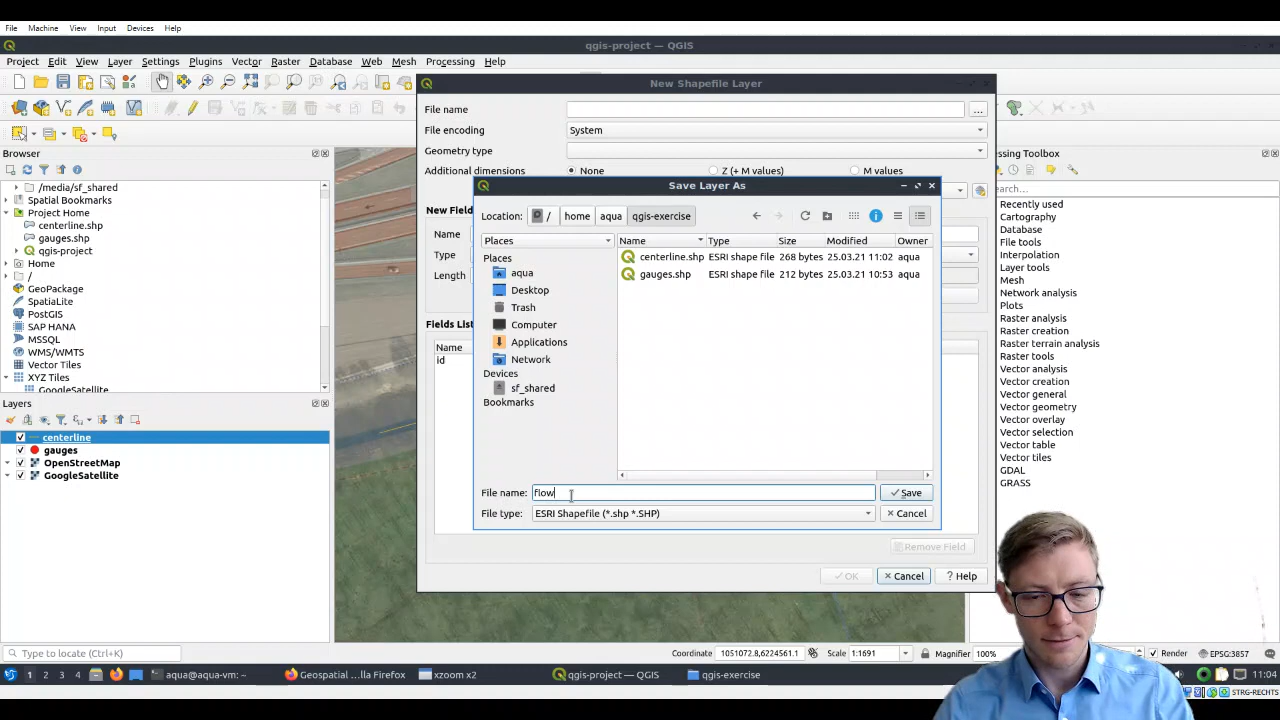 File Machine View Input Devices Help
qgis-project — QGIS
Project Edit View Layer Settings Plugins Vector Raster Database Web Mesh Processing Help
New Shapefile Layer
File name
...
File encoding
System
Geometry type
Additional dimensions
None
Z (+ M values)
M values
Browser
/media/sf_shared
Spatial Bookmarks
Project Home
centerline.shp
gauges.shp
qgis-project
Home
/
GeoPackage
SpatiaLite
PostGIS
SAP HANA
MSSQL
WMS/WMTS
Vector Tiles
XYZ Tiles
GoogleSatellite
Layers
centerline
gauges
OpenStreetMap
GoogleSatellite
New Field
Name
Type
Length
Fields List
Name
id
Remove Field
OK
Cancel
Help
Save Layer As
Location:
/
home
aqua
qgis-exercise
Places
Name Type Size Modified Owner
Places
aqua
Desktop
Trash
Computer
Applications
Network
Devices
sf_shared
Bookmarks
centerline.shp ESRI shape file 268 bytes 25.03.21 11:02 aqua
gauges.shp ESRI shape file 212 bytes 25.03.21 10:53 aqua
File name:
flow
Save
File type:
ESRI Shapefile (*.shp *.SHP)
Cancel
essing Toolbox
earch...
Recently used
Cartography
Database
File tools
Interpolation
Layer tools
Mesh
Network analysis
Plots
Raster analysis
Raster creation
Raster terrain analysis
Raster tools
Vector analysis
Vector creation
Vector general
Vector geometry
Vector overlay
Vector selection
Vector table
Vector tiles
GDAL
GRASS
Type to locate (Ctrl+K)
Coordinate
1051072.8,6224561.1
Scale
1:1691
Magnifier
100%
Render
EPSG:3857
1 2 3 4
aqua@aqua-vm: ~
Geospatial ...lla Firefox
xzoom x2
qgis-project — QGIS
qgis-exercise
11:04
STRG-RECHTS